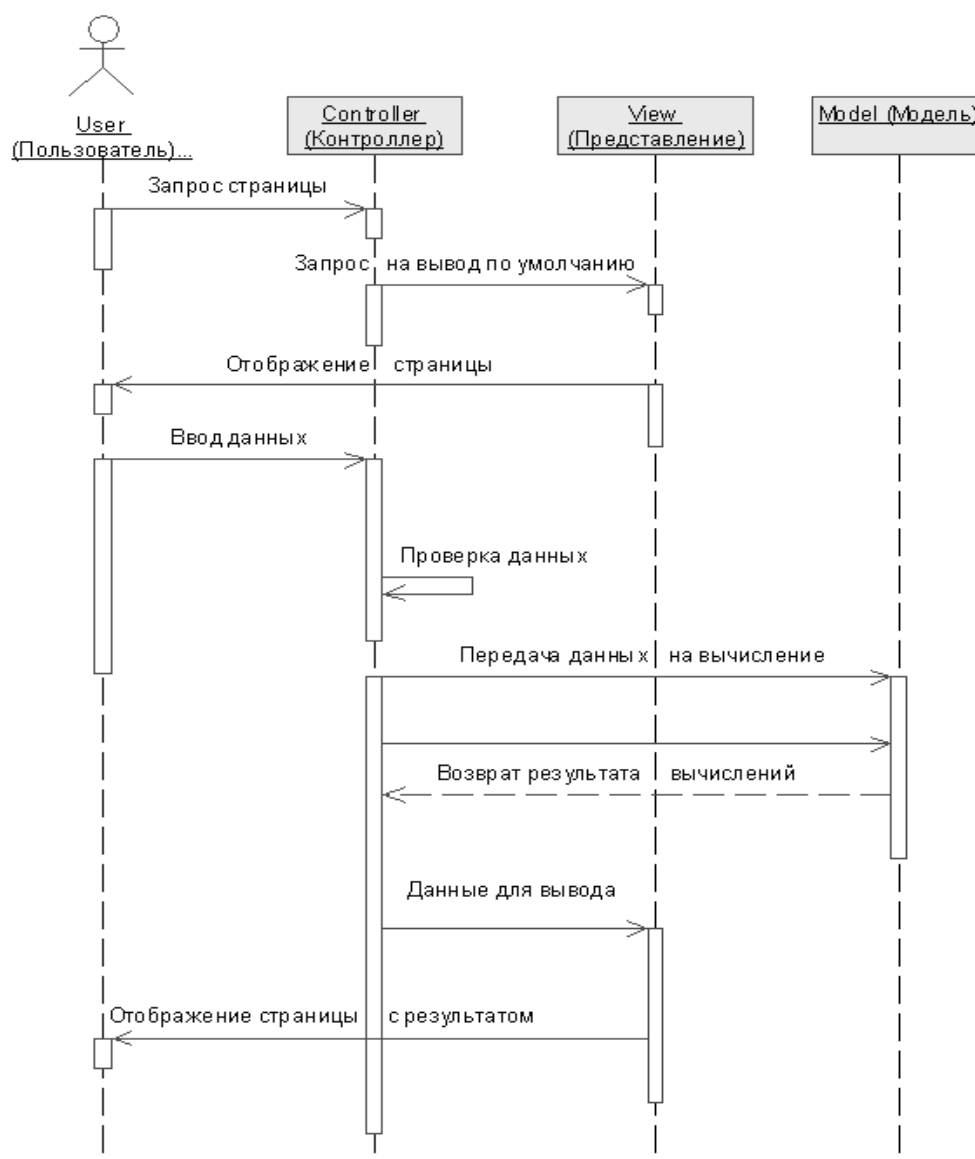 User
(Пользователь)...
Controller
(Контроллер)
View
(Представление)
Model (Модель)
Запрос страницы
Запрос на вывод по умолчанию
Отображение страницы
Ввод данных
Проверка данных
Передача данных на вычисление
Возврат результата вычислений
Данные для вывода
Отображение страницы с результатом